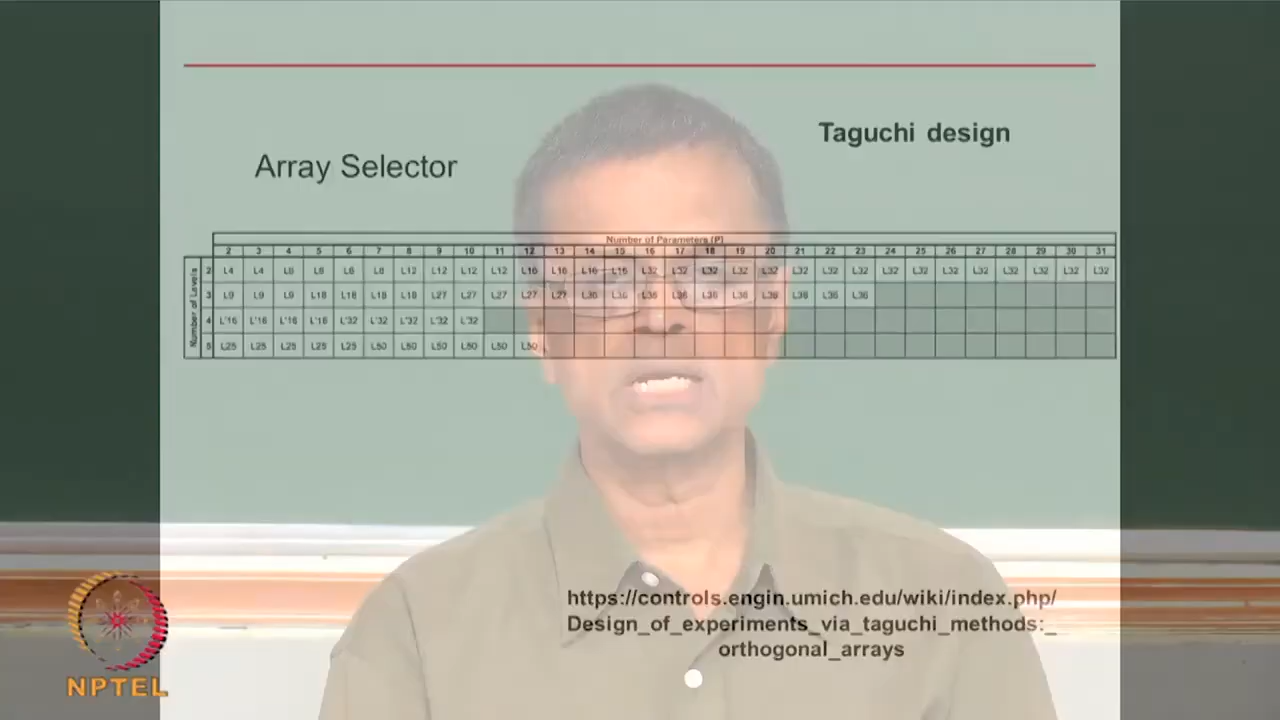 Taguchi design
Array Selector
Number of Parameters (P)
2 3 4 5 6 7 8 9 10 11 12 13 14 15 16 17 18 19 20 21 22 23 24 25 26 27 28 29 30 31
Number of Levels
2 L4 L4 L8 L8 L8 L8 L12 L12 L12 L12 L16 L16 L16 L16 L32 L32 L32 L32 L32 L32 L32 L32 L32 L32 L32 L32 L32 L32 L32 L32
3 L9 L9 L9 L18 L18 L18 L18 L27 L27 L27 L27 L27 L36 L36 L36 L36 L36 L36 L36 L36 L36 L36
4 L'16 L'16 L'16 L'16 L'32 L'32 L'32 L'32 L'32
5 L25 L25 L25 L25 L25 L50 L50 L50 L50 L50 L50
https://controls.engin.umich.edu/wiki/index.php/
Design_of_experiments_via_taguchi_methods:_
orthogonal_arrays
NPTEL